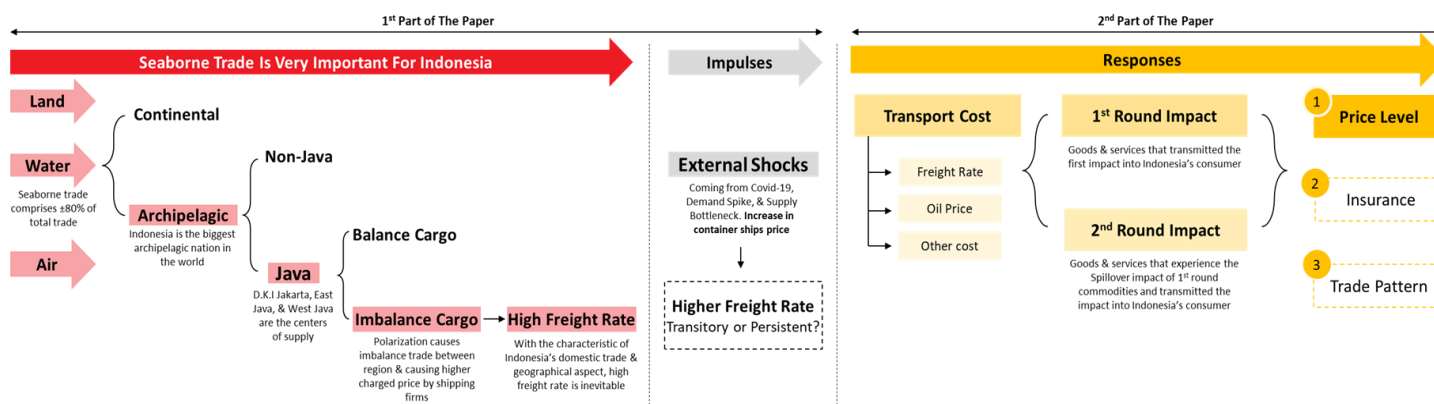 1st Part of The Paper
2nd Part of The Paper
Seaborne Trade Is Very Important For Indonesia
Impulses
Responses
Land
Water
Seaborne trade
comprises ±80% of
total trade
Air
Continental
Archipelagic
Indonesia is the biggest
archipelagic nation in
the world
Non-Java
Java
D.K.I Jakarta, East
Java, & West Java
are the centers
of supply
Balance Cargo
Imbalance Cargo
Polarization causes
imbalance trade between
region & causing higher
charged price by shipping
firms
High Freight Rate
With the characteristic of
Indonesia's domestic trade &
geographical aspect, high
freight rate is inevitable
External Shocks
Coming from Covid-19,
Demand Spike, & Supply
Bottleneck. Increase in
container ships price
Higher Freight Rate
Transitory or Persistent?
Transport Cost
Freight Rate
Oil Price
Other cost
1st Round Impact
Goods & services that transmitted the
first impact into Indonesia's consumer
2nd Round Impact
Goods & services that experience the
Spillover impact of 1st round
commodities and transmitted the
impact into Indonesia's consumer
1
Price Level
2
Insurance
3
Trade Pattern